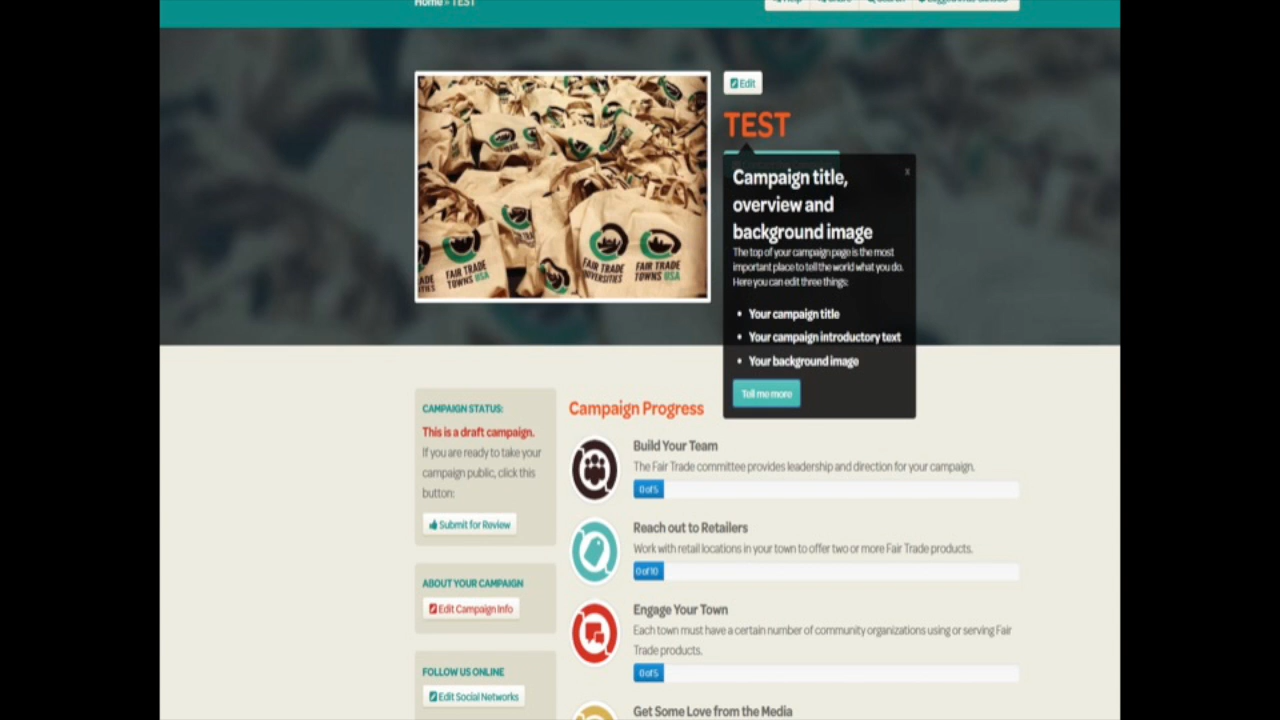 Home » TEST
Edit
TEST
Campaign title,
overview and
background image
x
The top of your campaign page is the most
important place to tell the world what you do.
Here you can edit three things:
• Your campaign title
• Your campaign introductory text
• Your background image
Tell me more
FAIR TRADE
TOWNS USA
FAIR TRADE
UNIVERSITIES
FAIR TRADE
TOWNS USA
CAMPAIGN STATUS:
This is a draft campaign.
If you are ready to take your
campaign public, click this
button:
Submit for Review
ABOUT YOUR CAMPAIGN
Edit Campaign Info
FOLLOW US ONLINE
Edit Social Networks
Campaign Progress
Build Your Team
The Fair Trade committee provides leadership and direction for your campaign.
0 of 5
Reach out to Retailers
Work with retail locations in your town to offer two or more Fair Trade products.
0 of 10
Engage Your Town
Each town must have a certain number of community organizations using or serving Fair
Trade products.
0 of 5
Get Some Love from the Media